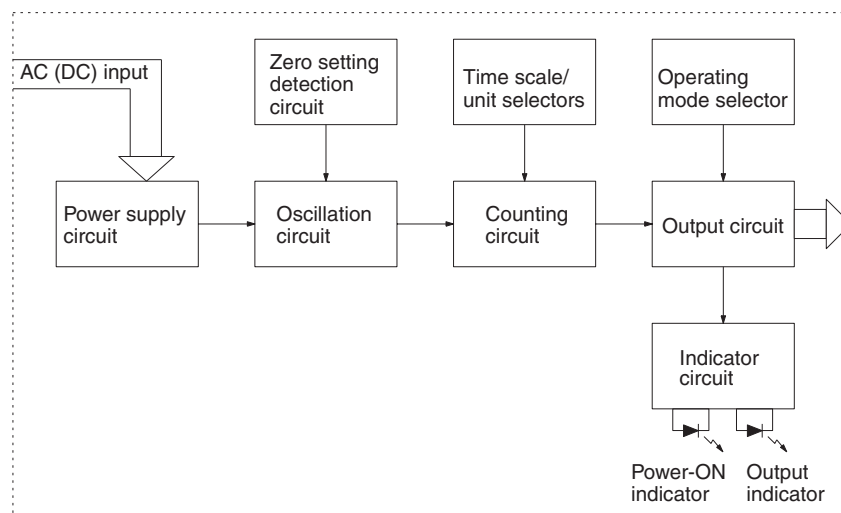 AC (DC) input
Zero setting
detection
circuit
Time scale/
unit selectors
Operating
mode selector
Power supply
circuit
Oscillation
circuit
Counting
circuit
Output circuit
Indicator
circuit
Power-ON
indicator
Output
indicator